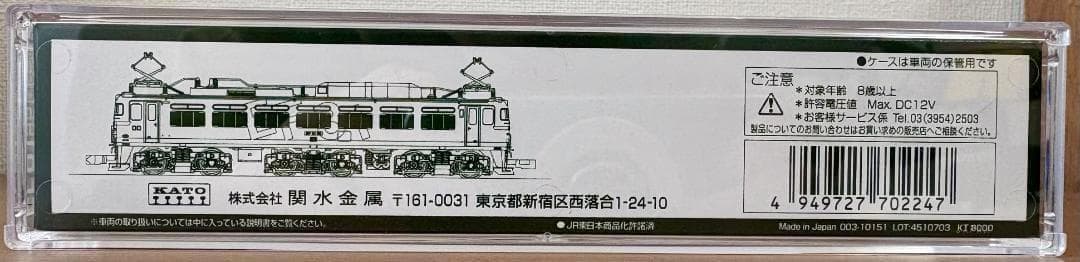 ●ケースは車両の保管用です
ご注意
*対象年齢 8歳以上
*許容電圧値 Max. DC12V
*お客様サービス係 Tel.03(3954)2503
製品についてのお問い合わせはお買い求めの販売店へご相談ください。
KATO
株式会社 関水金属 〒161-0031 東京都新宿区西落合1-24-10
4 949727 702247
※車両の取り扱いについては中に入っている説明書をご覧ください。
●JR東日本商品化許諾済
Made in Japan 003-10151 LOT:4510703 KI 8000